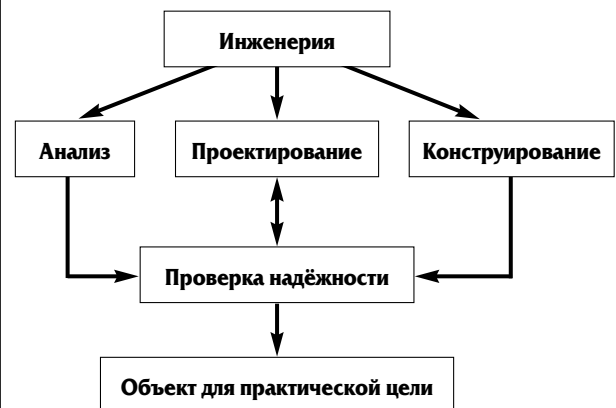 Инженерия
Анализ
Проектирование
Конструирование
Проверка надёжности
Объект для практической цели